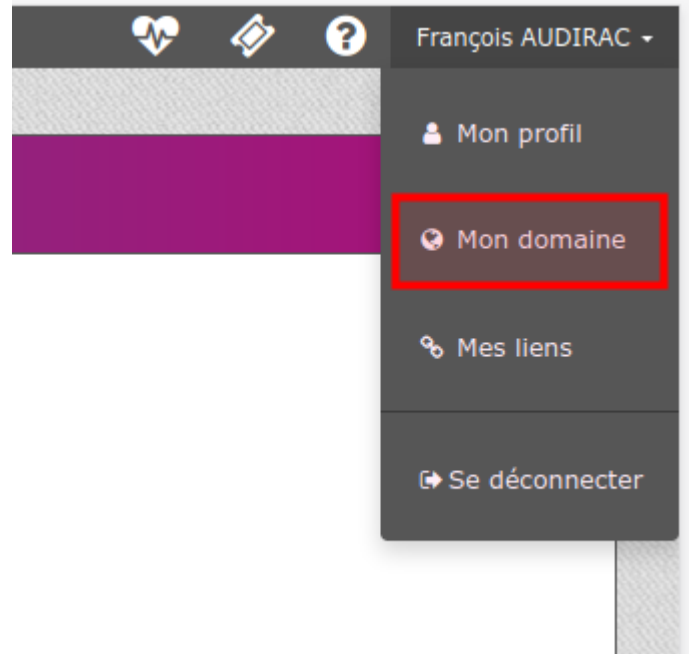 François AUDIRAC
Mon profil
Mon domaine
Mes liens
Se déconnecter